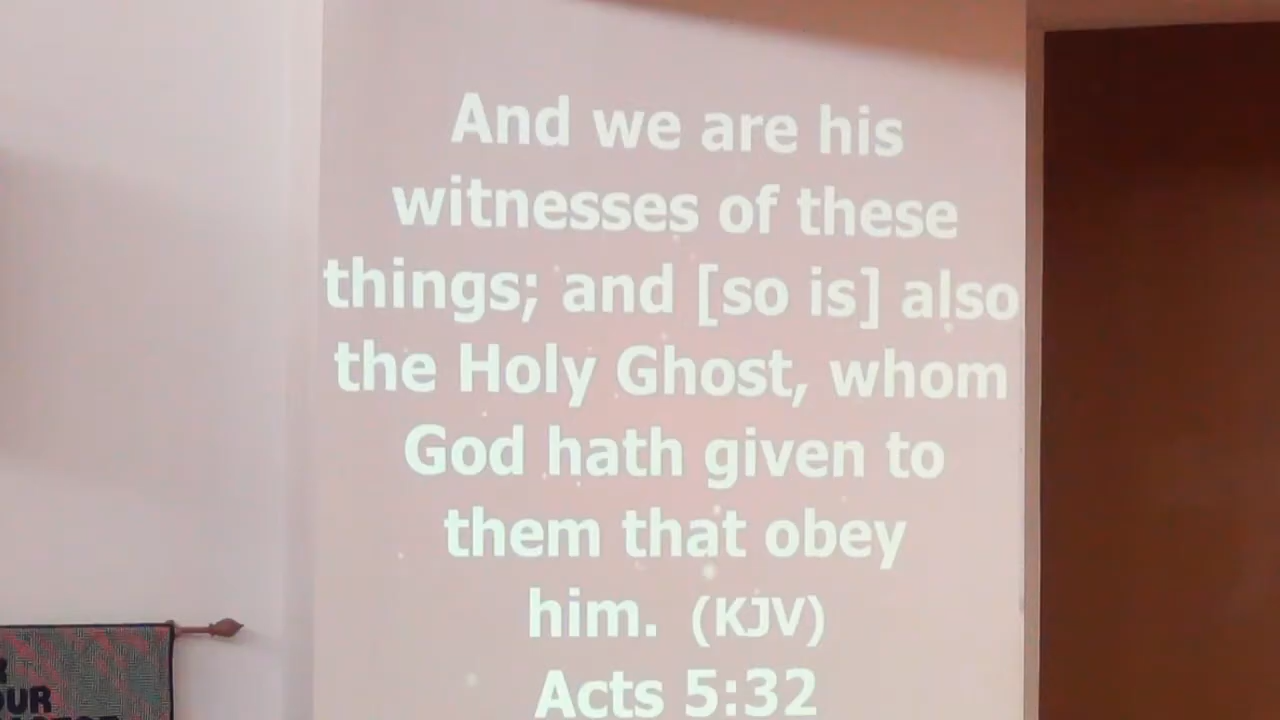 And we are his
witnesses of these
things; and [so is] also
the Holy Ghost, whom
God hath given to
them that obey
him. (KJV)
Acts 5:32
OUR